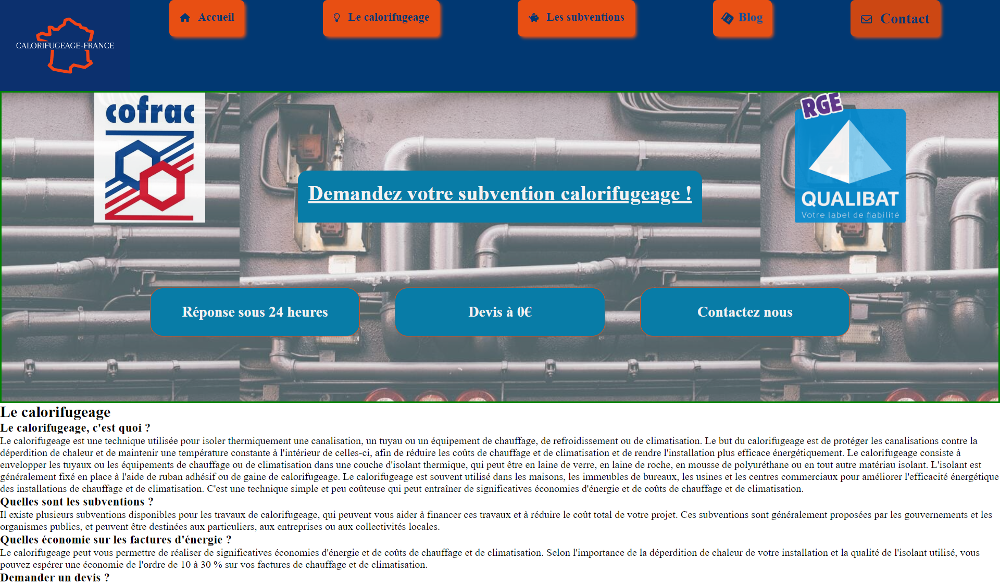 CALORIFUGEAGE-FRANCE
Accueil
Le calorifugeage
Les subventions
Blog
Contact
cofrac
RGE
QUALIBAT
Votre label de fiabilité
Demandez votre subvention calorifugeage !
Réponse sous 24 heures
Devis à 0€
Contactez nous
Le calorifugeage
Le calorifugeage, c'est quoi ?
Le calorifugeage est une technique utilisée pour isoler thermiquement une canalisation, un tuyau ou un équipement de chauffage, de refroidissement ou de climatisation. Le but du calorifugeage est de protéger les canalisations contre la
déperdition de chaleur et de maintenir une température constante à l'intérieur de celles-ci, afin de réduire les coûts de chauffage et de climatisation et de rendre l'installation plus efficace énergétiquement. Le calorifugeage consiste à
envelopper les tuyaux ou les équipements de chauffage ou de climatisation dans une couche d'isolant thermique, qui peut être en laine de verre, en laine de roche, en mousse de polyuréthane ou en tout autre matériau isolant. L'isolant est
généralement fixé en place à l'aide de ruban adhésif ou de gaine de calorifugeage. Le calorifugeage est souvent utilisé dans les maisons, les immeubles de bureaux, les usines et les centres commerciaux pour améliorer l'efficacité énergétique
des installations de chauffage et de climatisation. C'est une technique simple et peu coûteuse qui peut entraîner de significatives économies d'énergie et de coûts de chauffage et de climatisation.
Quelles sont les subventions ?
Il existe plusieurs subventions disponibles pour les travaux de calorifugeage, qui peuvent vous aider à financer ces travaux et à réduire le coût total de votre projet. Ces subventions sont généralement proposées par les gouvernements et les
organismes publics, et peuvent être destinées aux particuliers, aux entreprises ou aux collectivités locales.
Quelles économie sur les factures d'énergie ?
Le calorifugeage peut vous permettre de réaliser de significatives économies d'énergie et de coûts de chauffage et de climatisation. Selon l'importance de la déperdition de chaleur de votre installation et la qualité de l'isolant utilisé, vous
pouvez espérer une économie de l'ordre de 10 à 30 % sur vos factures de chauffage et de climatisation.
Demander un devis ?